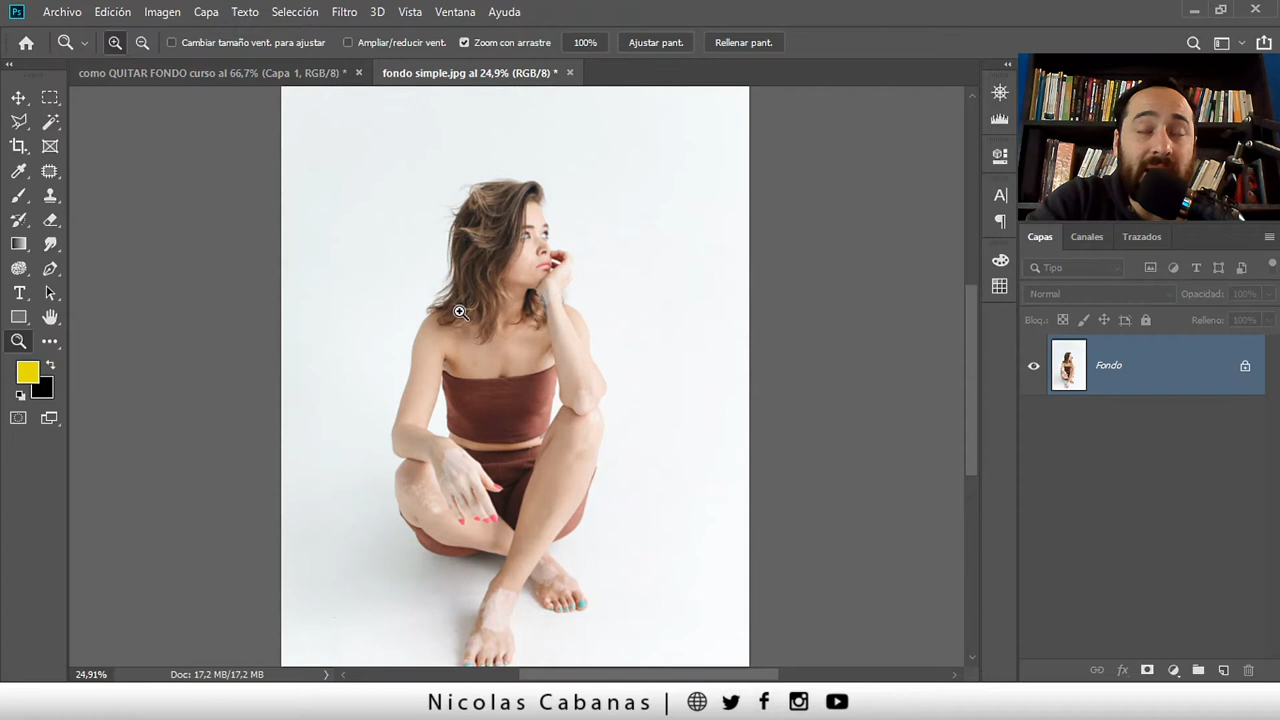 Archivo Edición Imagen Capa Texto Selección Filtro 3D Vista Ventana Ayuda
Cambiar tamaño vent. para ajustar Ampliar/reducir vent. Zoom con arrastre 100% Ajustar pant. Rellenar pant.
como QUITAR FONDO curso al 66,7% (Capa 1, RGB/8) * fondo simple.jpg al 24,9% (RGB/8) *
Capas Canales Trazados
Tipo
Normal Opacidad: 100%
Bloq.: Relleno: 100%
Fondo
24,91% Doc: 17,2 MB/17,2 MB
Nicolas Cabanas |